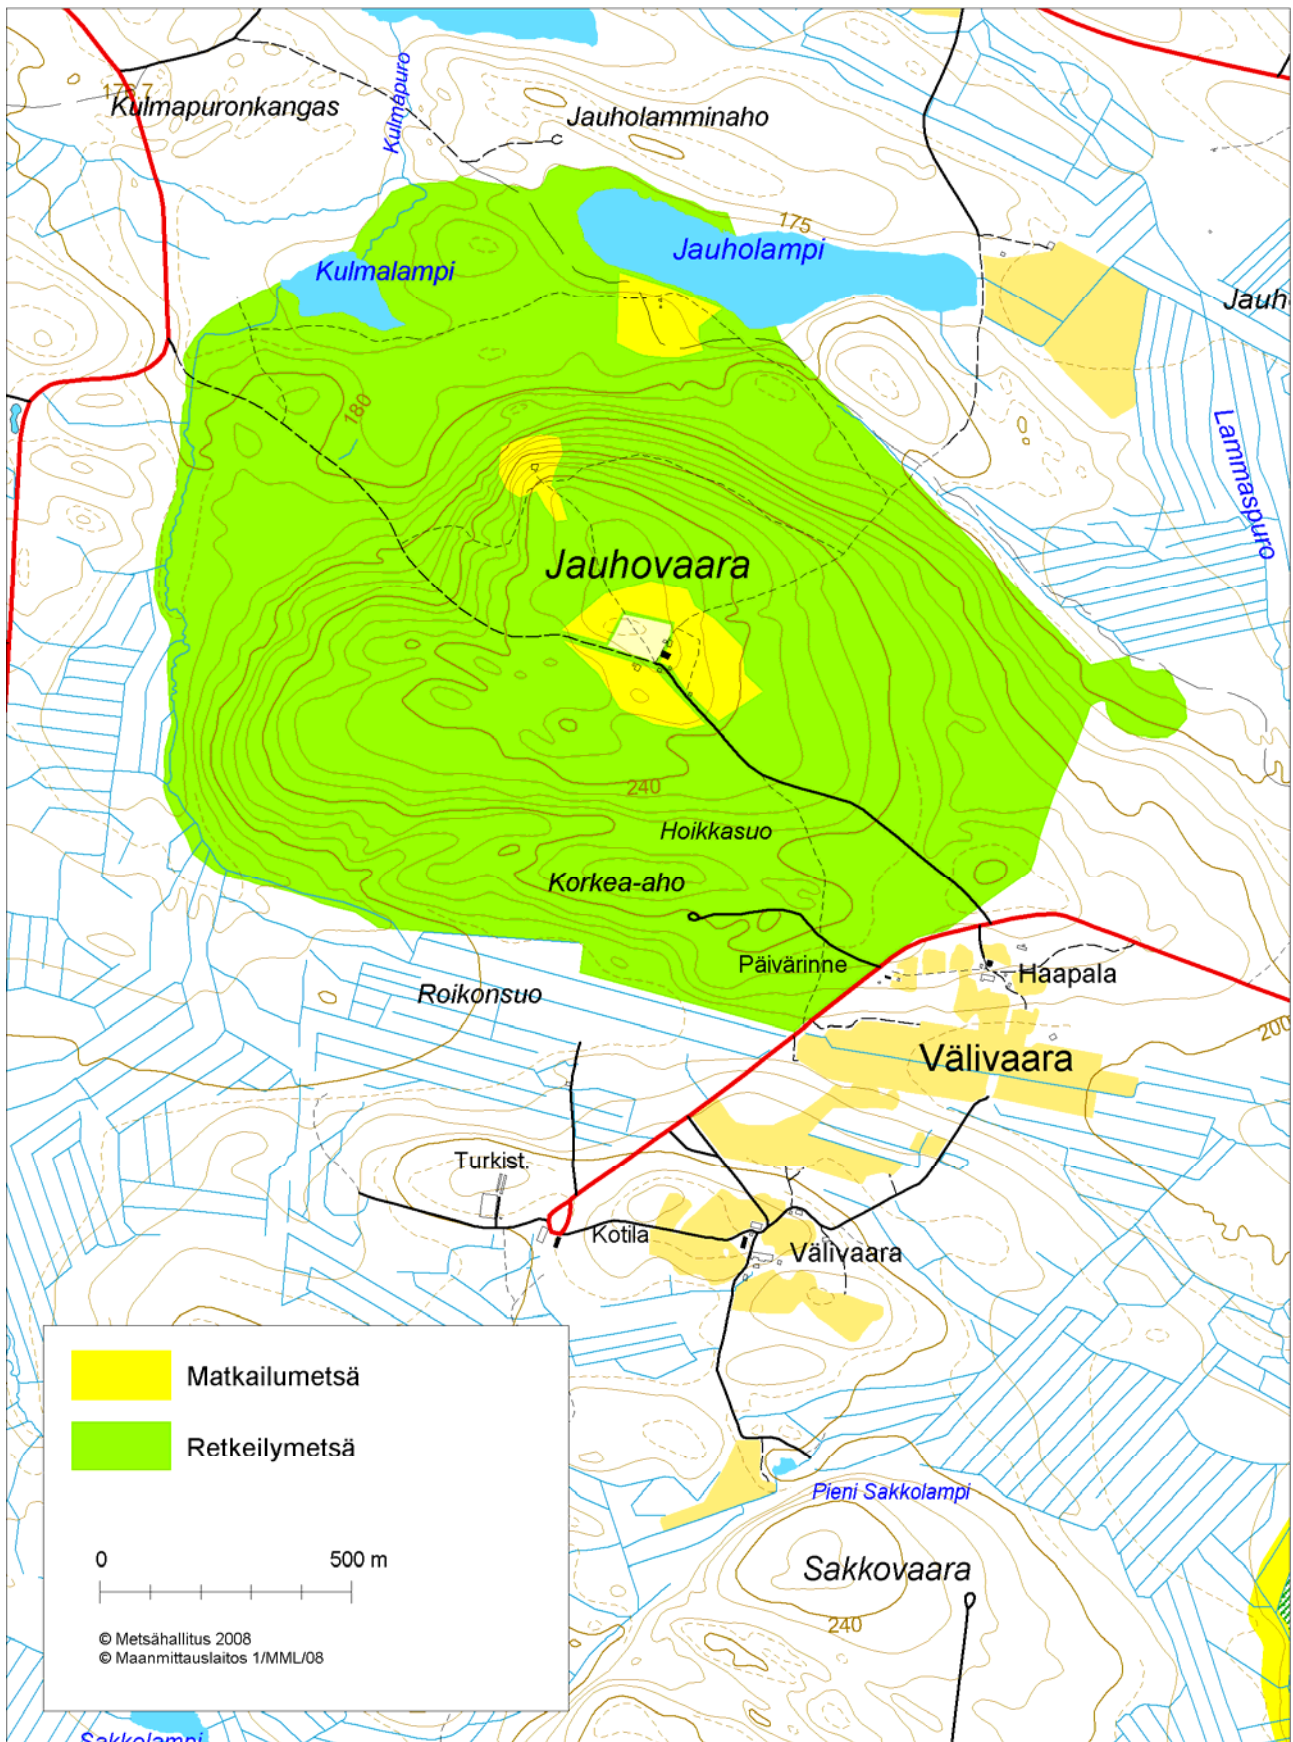 Kulmapuro
Kulmapuronkangas
Jauholamminaho
175
Jauholampi
Kulmalampi
Jauh
180
Lammaspuro
Jauhovaara
240
Hoikkasuo
Korkea-aho
Päivärinne
Haapala
Roikonsuo
200
Välivaara
Turkist.
Kotila
Välivaara
Matkailumetsä
Retkeilymetsä
Pieni Sakkolampi
0 500 m
Sakkovaara
240
© Metsähallitus 2008
© Maanmittauslaitos 1/MML/08
Sakkolampi